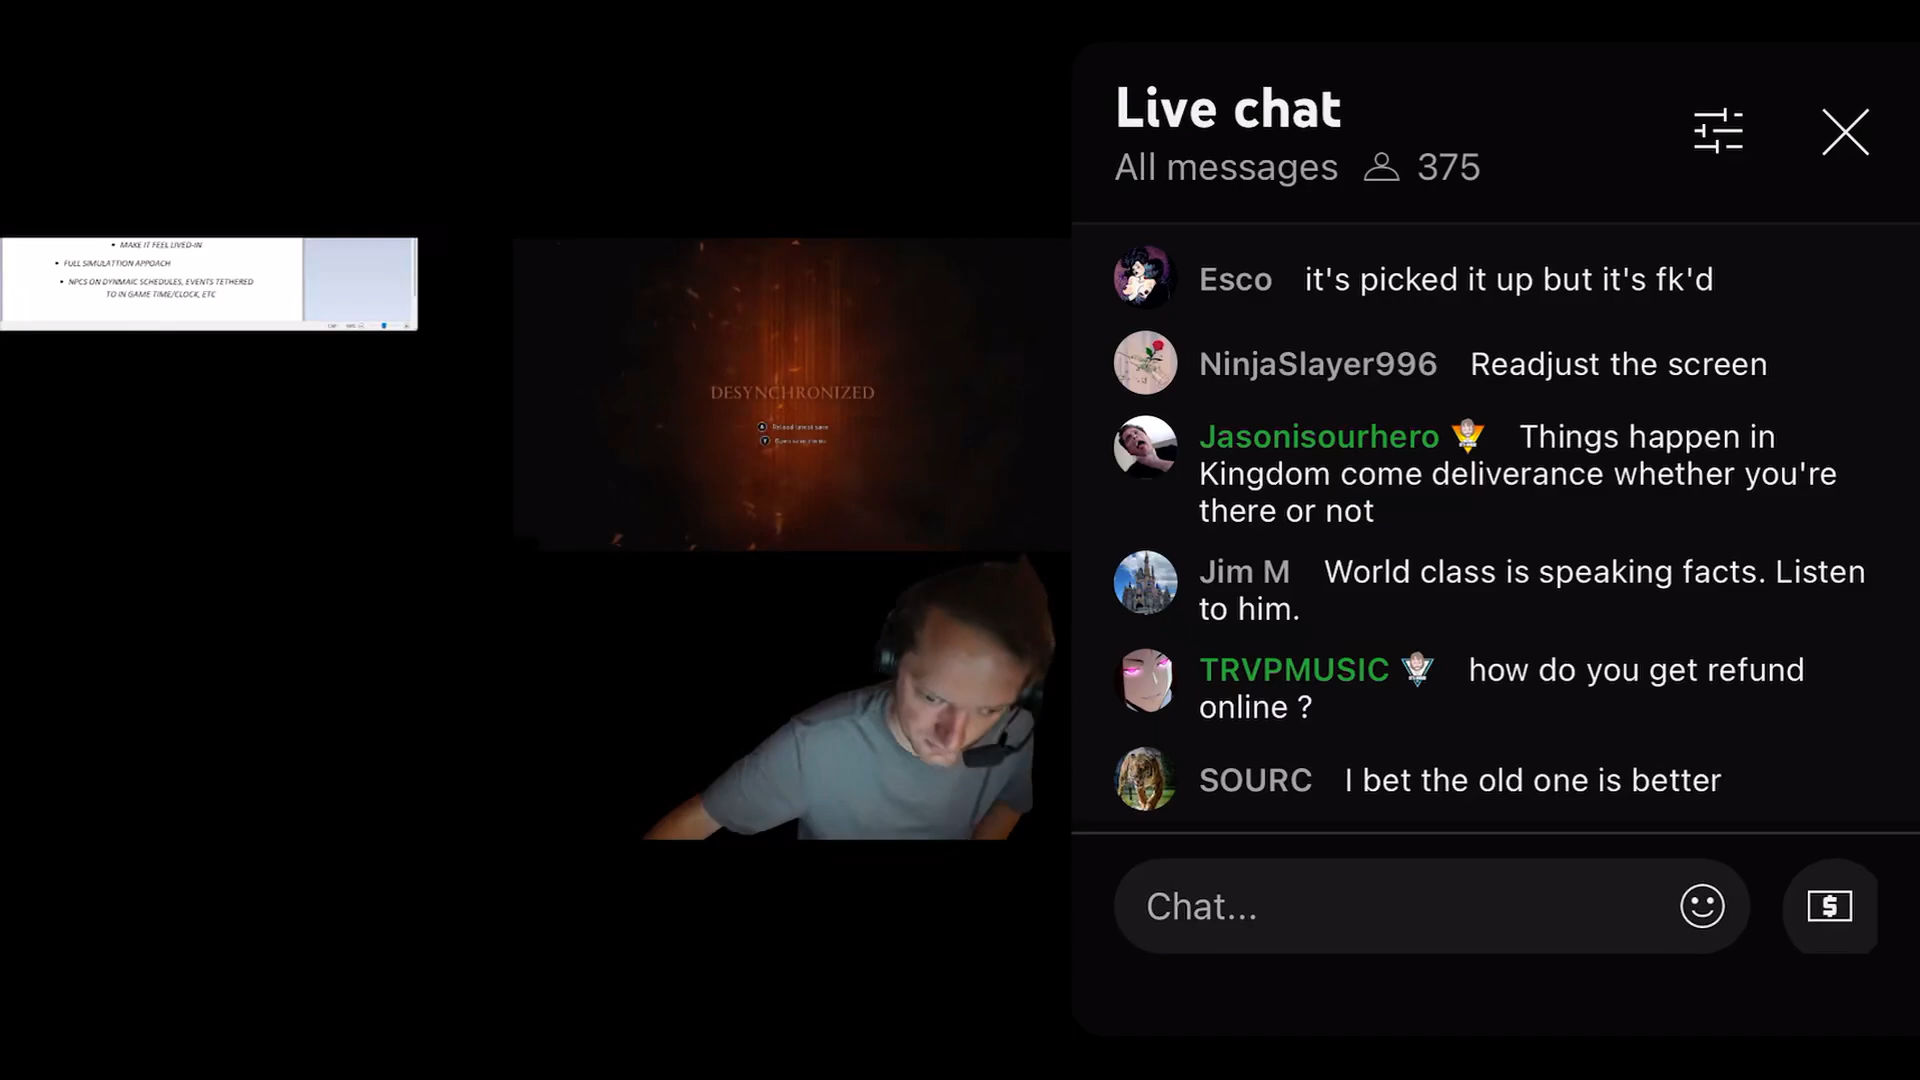 • MAKE IT FEEL LIVED-IN
• FULL SIMULATTION APPOACH
• NPCS ON DYNMAIC SCHEDULES, EVENTS TETHERED
TO IN GAME TIME/CLOCK, ETC
DESYNCHRONIZED
Reload latest save
Live chat
All messages 375
Esco it's picked it up but it's fk'd
NinjaSlayer996 Readjust the screen
Jasonisourhero Things happen in
Kingdom come deliverance whether you're
there or not
Jim M World class is speaking facts. Listen
to him.
TRVPMUSIC how do you get refund
online ?
SOURC I bet the old one is better
Chat...